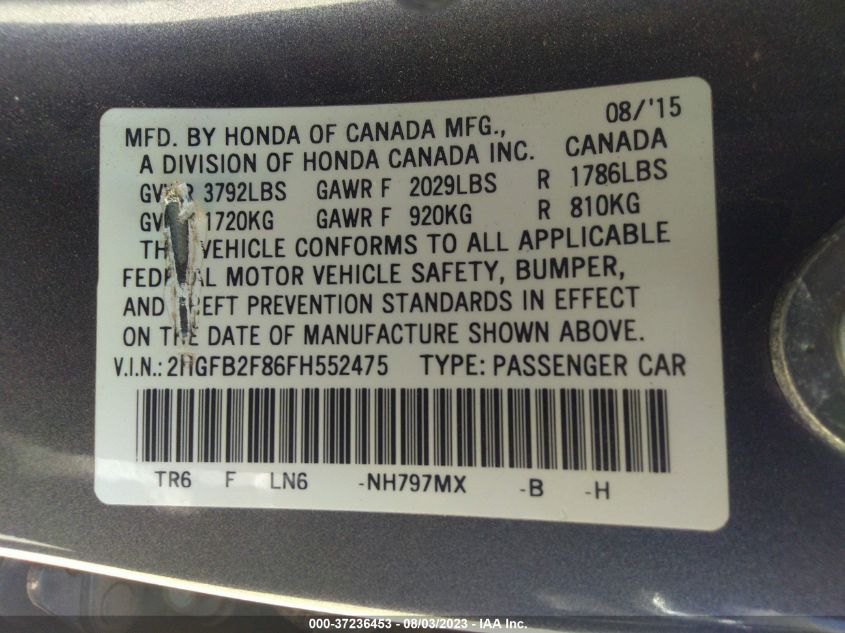 08/'15
MFD. BY HONDA OF CANADA MFG.,
A DIVISION OF HONDA CANADA INC. CANADA
3792LBS GAWR F 2029LBS R 1786LBS
1720KG GAWR F 920KG R 810KG
VEHICLE CONFORMS TO ALL APPLICABLE
MOTOR VEHICLE SAFETY, BUMPER,
AND PREVENTION STANDARDS IN EFFECT
ON THE DATE OF MANUFACTURE SHOWN ABOVE.
V.I.N.: 2HGFB2F86FH552475 TYPE: PASSENGER CAR
TR6 F LN6 -NH797MX -B -H
000-37236453 - 08/03/2023 - IAA Inc.